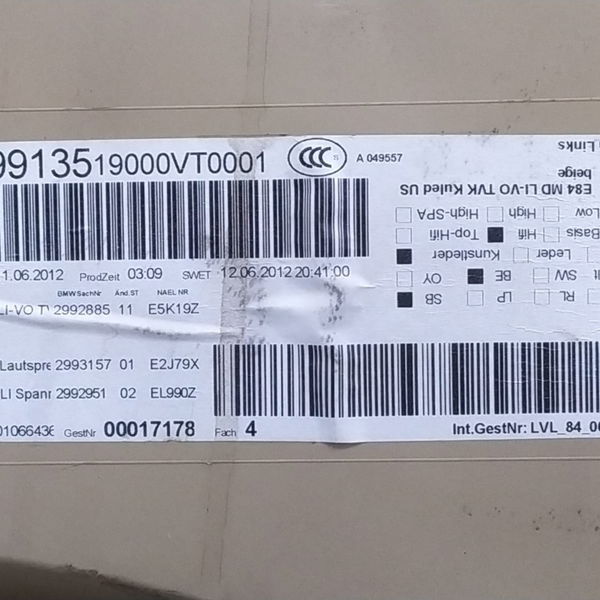 9913519000VT0001 CCC S A 049557
1.06.2012 ProdZeit 03:09 SWET 12.06.2012 20:41:00
BMWSachNr Änd.ST NAEL NR
LI-VO 2992885 11 E5K19Z
Lautspre 2993157 01 E2J79X
LI Spann 2992951 02 EL990Z
01066436 GestNr 00017178 Fach 4
Int.GestNr: LVL_84_0
Links
beige
E84 MD LI-VO TVK Kuled US
Low High High-SPA
Basis Hifi Top-Hifi
Leder Kunstleder
SW BE OY
RL LP SB